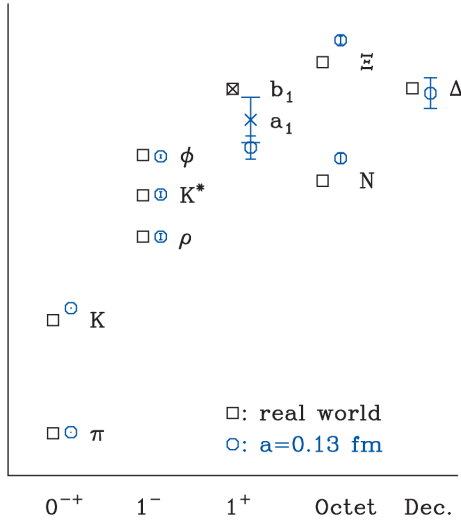 Ξ
b₁
Δ
a₁
ϕ
K*
N
ρ
K
□: real world
π
○: a=0.13 fm
0⁻⁺ 1⁻ 1⁺ Octet Dec.